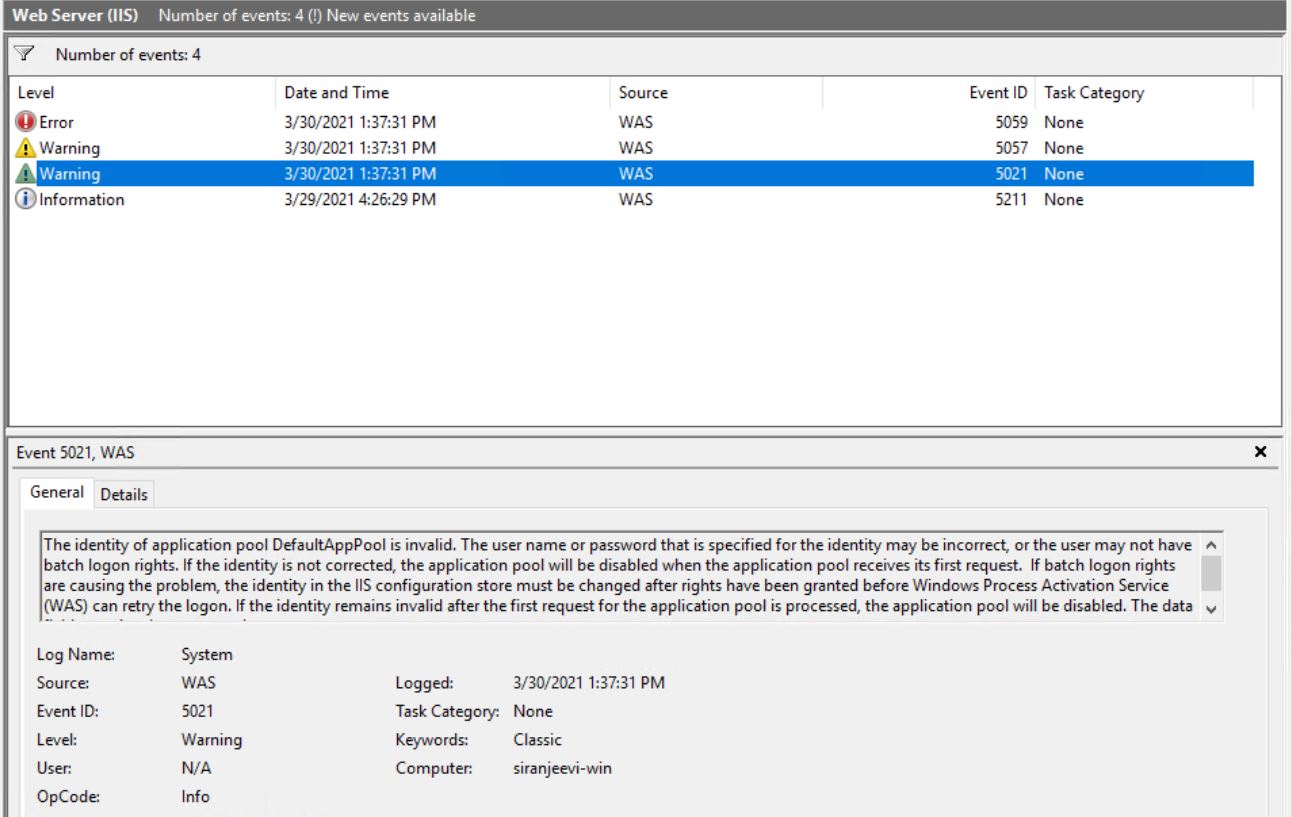 Web Server (IIS) Number of events: 4 (!) New events available
Number of events: 4
Level Date and Time Source Event ID Task Category
Error 3/30/2021 1:37:31 PM WAS 5059 None
Warning 3/30/2021 1:37:31 PM WAS 5057 None
Warning 3/30/2021 1:37:31 PM WAS 5021 None
Information 3/29/2021 4:26:29 PM WAS 5211 None
Event 5021, WAS
General Details
The identity of application pool DefaultAppPool is invalid. The user name or password that is specified for the identity may be incorrect, or the user may not have
batch logon rights. If the identity is not corrected, the application pool will be disabled when the application pool receives its first request. If batch logon rights
are causing the problem, the identity in the IIS configuration store must be changed after rights have been granted before Windows Process Activation Service
(WAS) can retry the logon. If the identity remains invalid after the first request for the application pool is processed, the application pool will be disabled. The data
Log Name: System
Source: WAS Logged: 3/30/2021 1:37:31 PM
Event ID: 5021 Task Category: None
Level: Warning Keywords: Classic
User: N/A Computer: siranjeevi-win
OpCode: Info